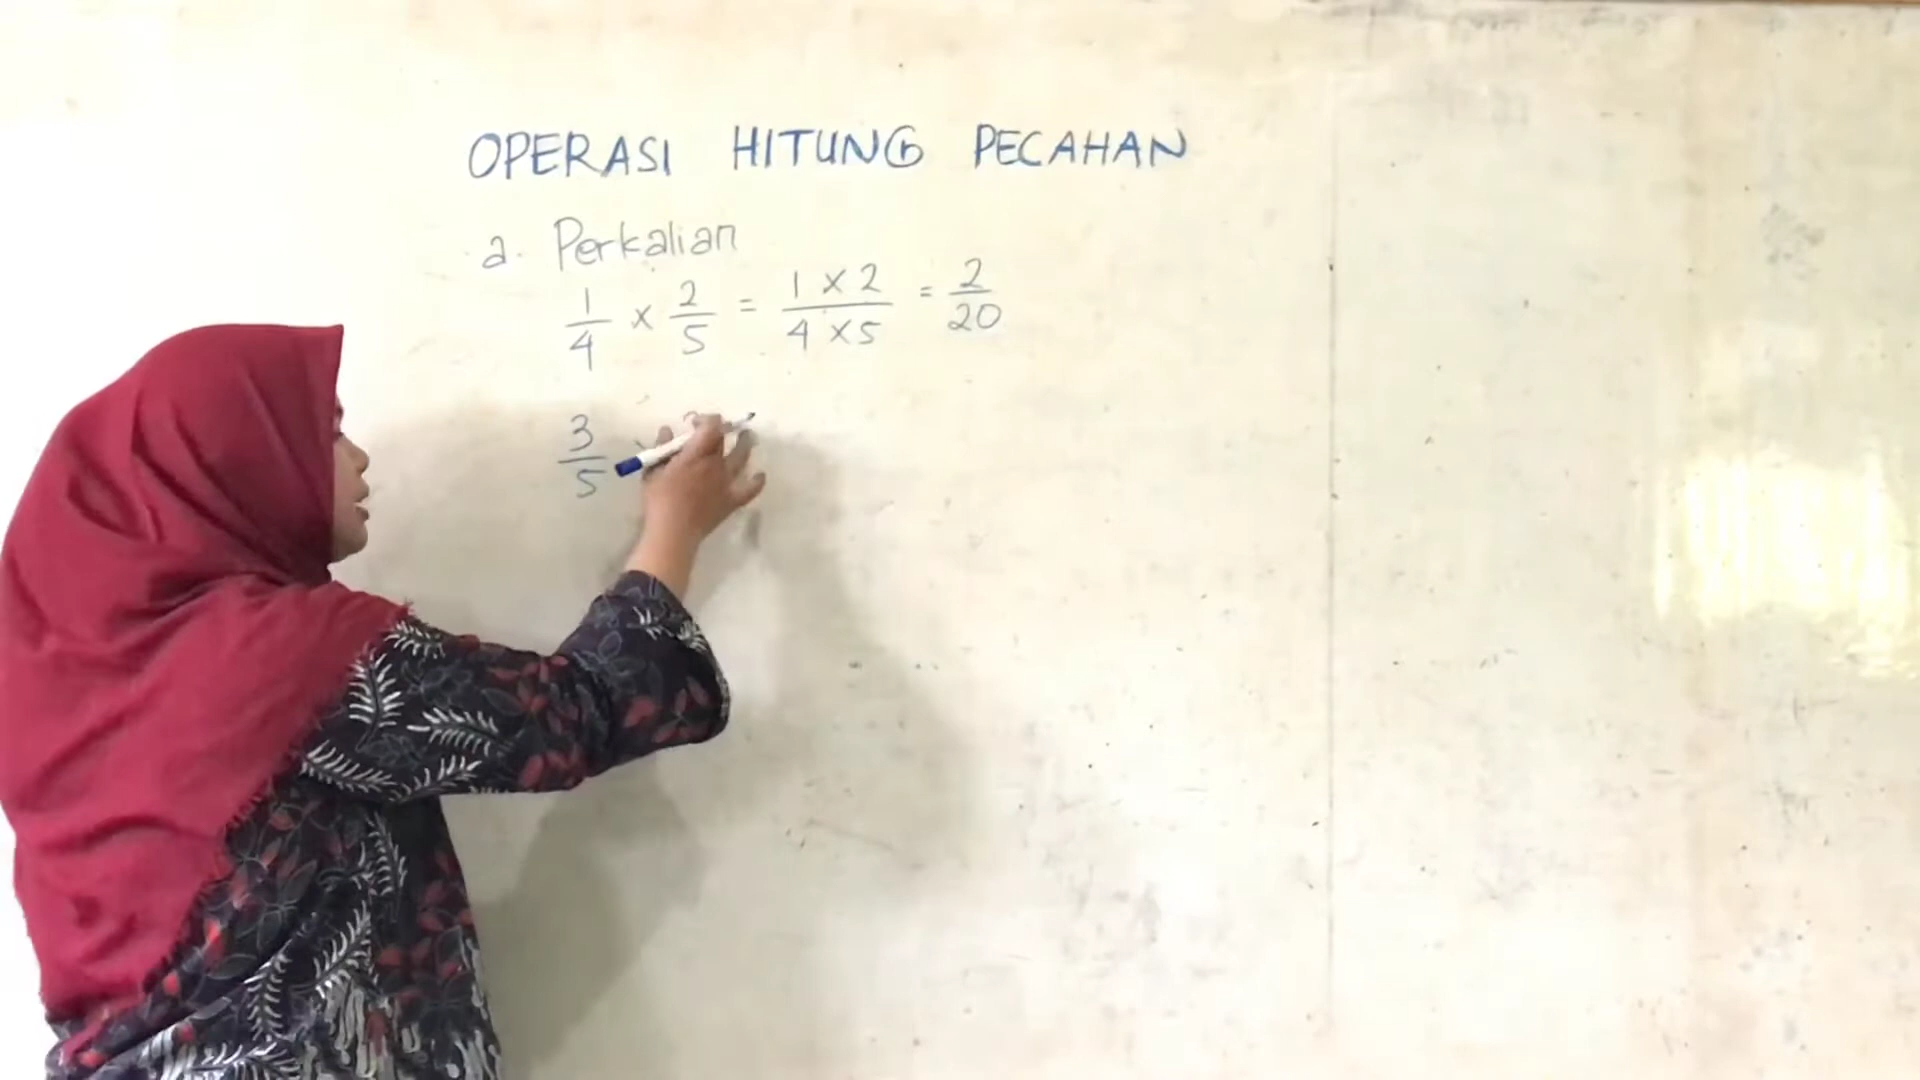 OPERASI HITUNG PECAHAN
a. Perkalian
1/4 x 2/5 = 1 x 2 / 4 x 5 = 2/20
3/5